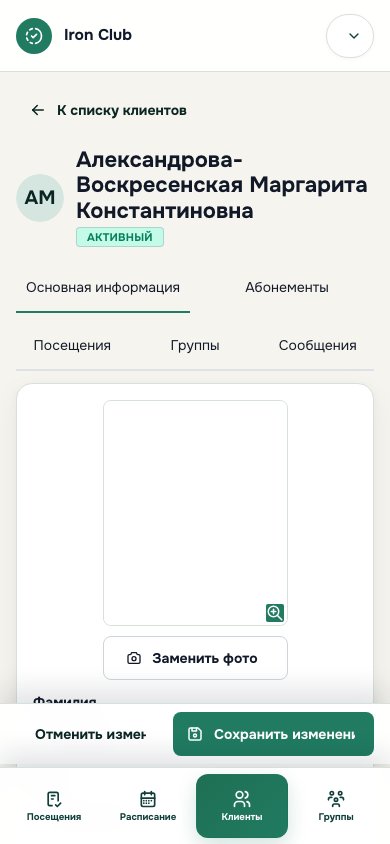 Iron Club
К списку клиентов
АМ
Александрова-
Воскресенская Маргарита
Константиновна
АКТИВНЫЙ
Основная информация
Абонементы
Посещения
Группы
Сообщения
Заменить фото
Фамилия
Отменить измен
Сохранить изменени
Посещения
Расписание
Клиенты
Группы